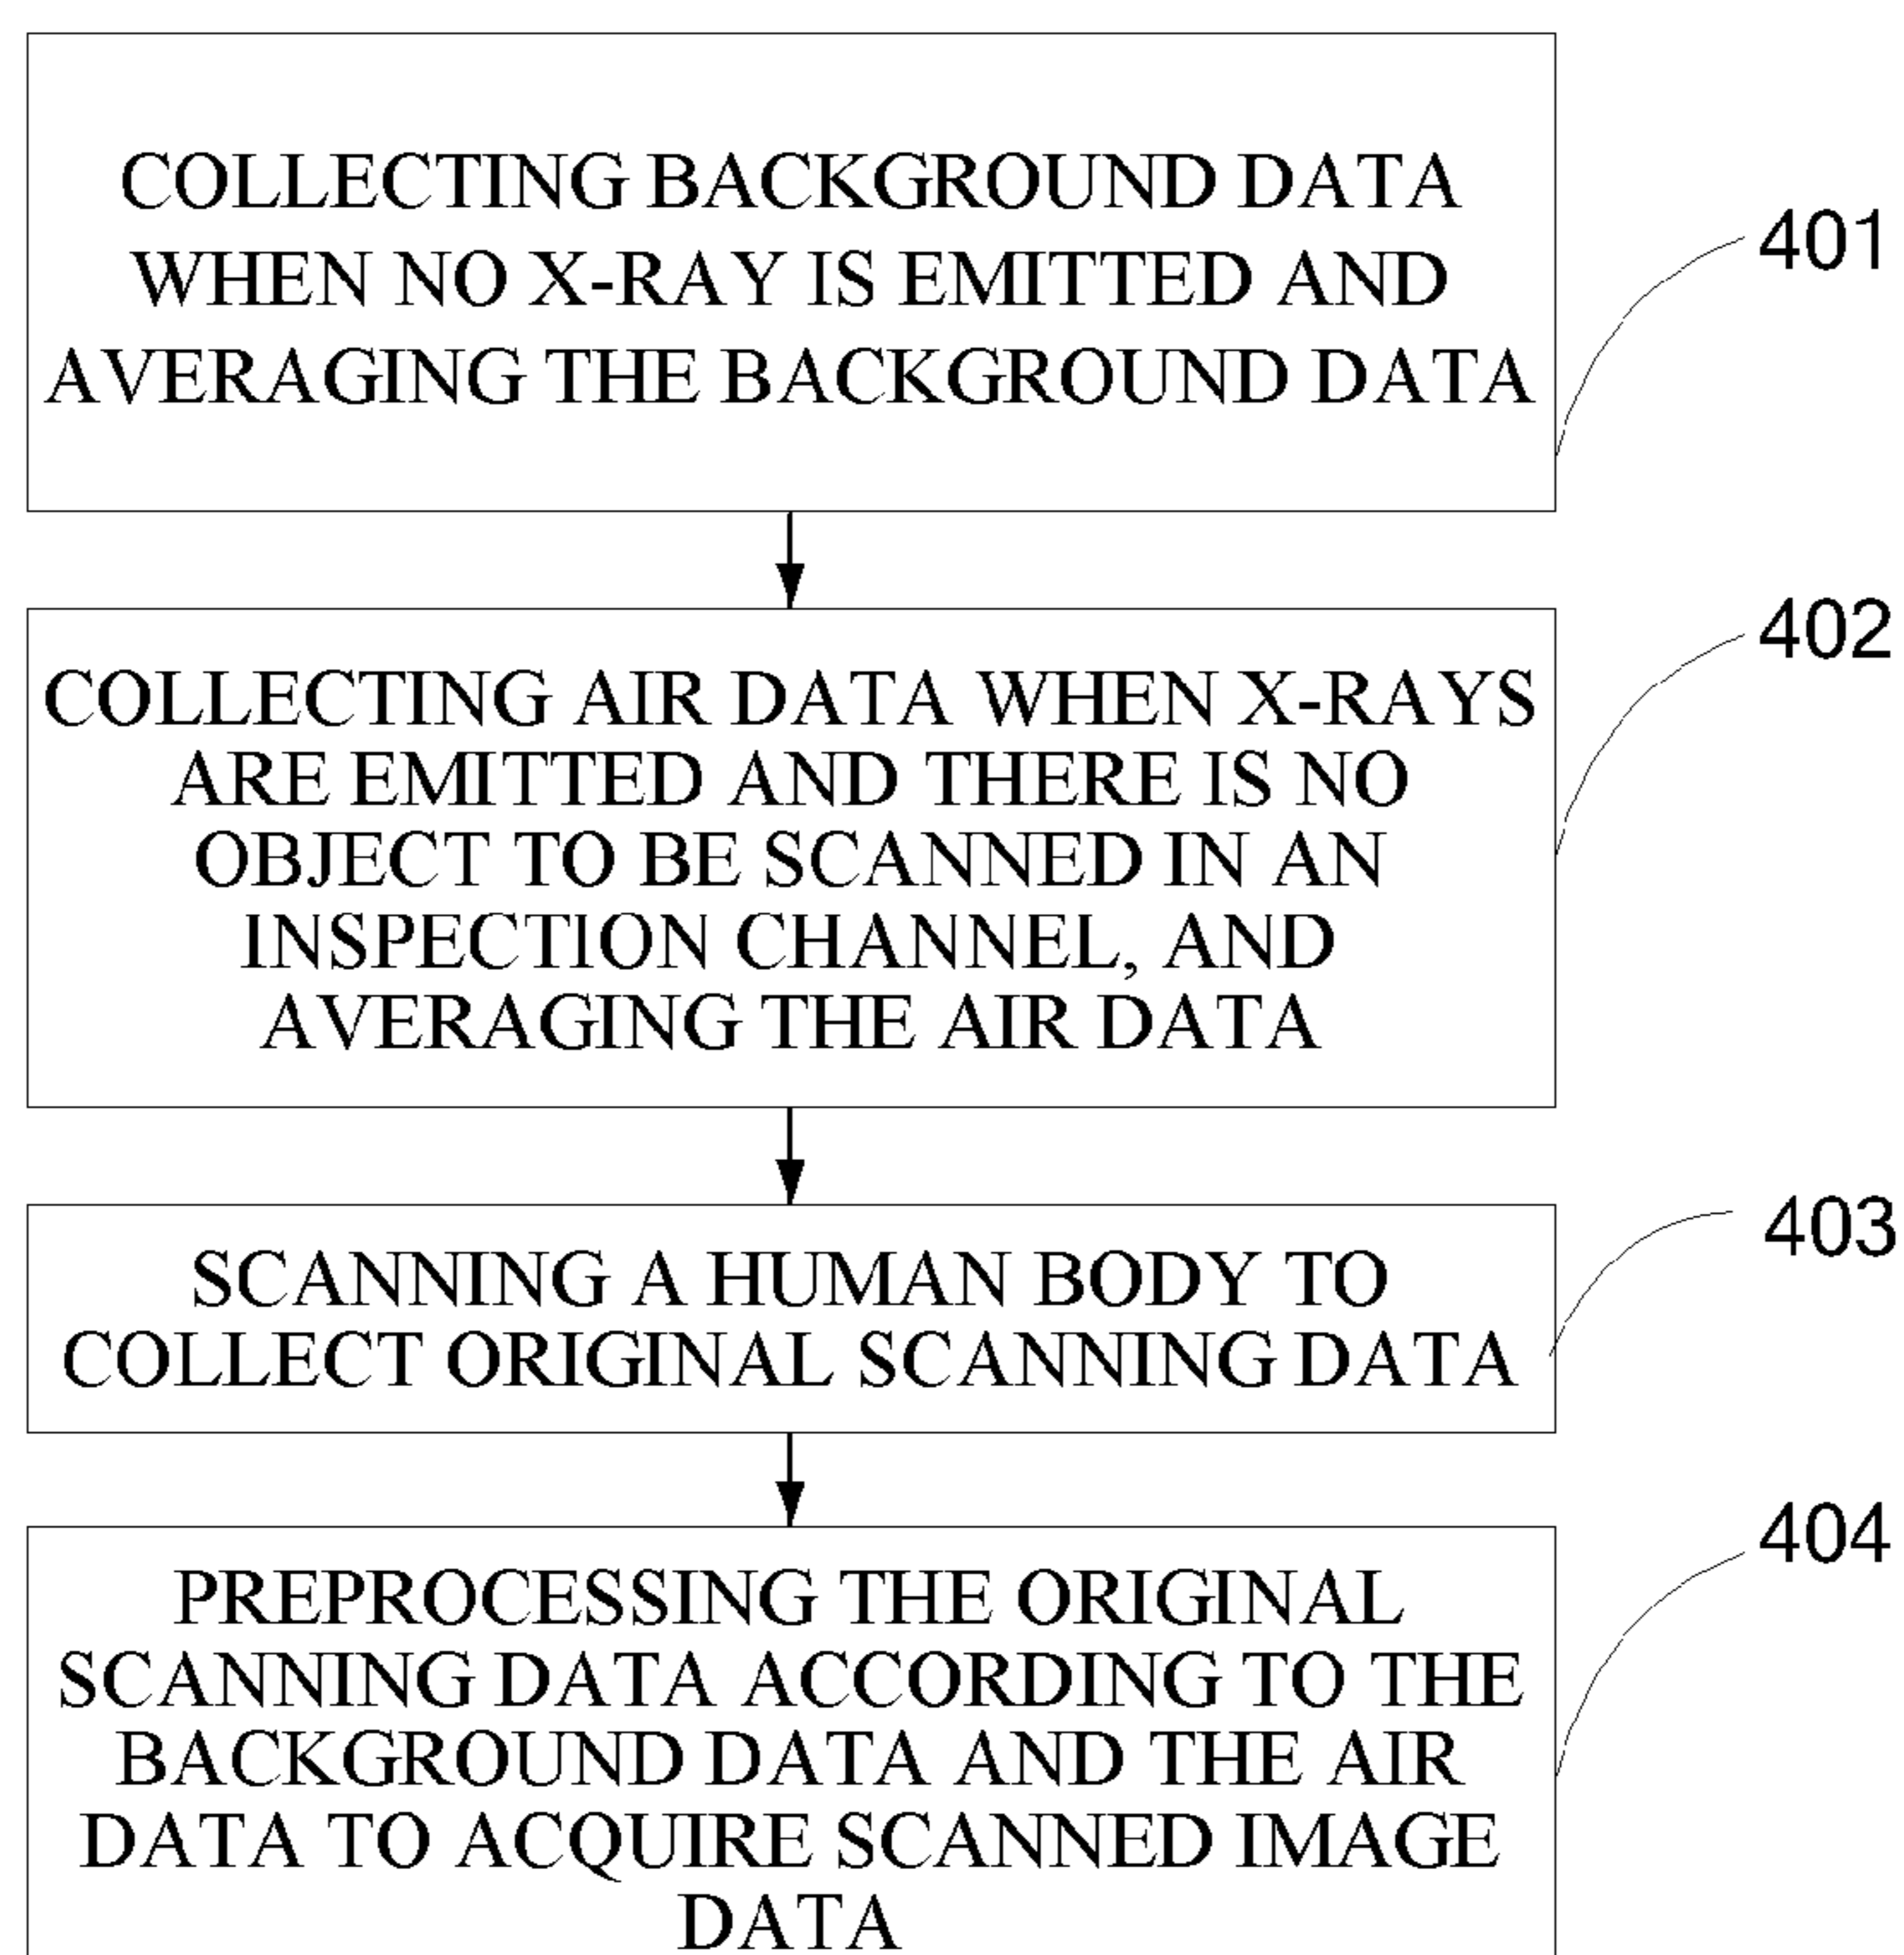 COLLECTING BACKGROUND DATA
WHEN NO X-RAY IS EMITTED AND
AVERAGING THE BACKGROUND DATA
401
COLLECTING AIR DATA WHEN X-RAYS
ARE EMITTED AND THERE IS NO
OBJECT TO BE SCANNED IN AN
INSPECTION CHANNEL, AND
AVERAGING THE AIR DATA
402
SCANNING A HUMAN BODY TO
COLLECT ORIGINAL SCANNING DATA
403
PREPROCESSING THE ORIGINAL
SCANNING DATA ACCORDING TO THE
BACKGROUND DATA AND THE AIR
DATA TO ACQUIRE SCANNED IMAGE
DATA
404